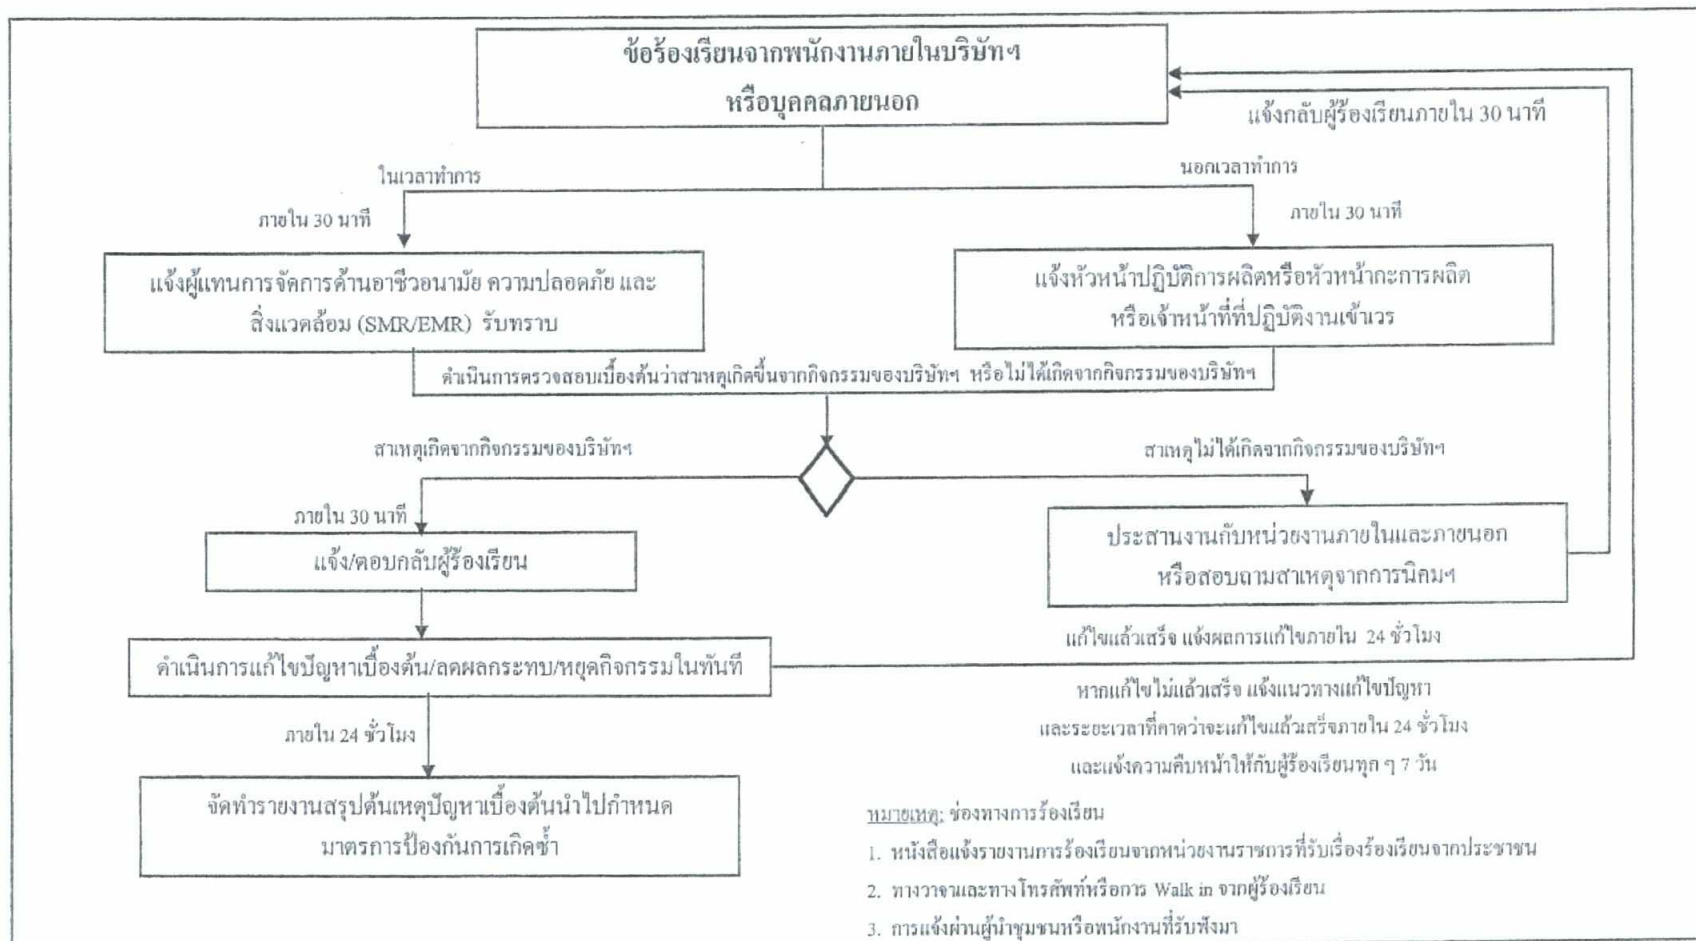 ข้อร้องเรียนจากพนักงานภายในบริษัทฯ
หรือบุคคลภายนอก
แจ้งกลับผู้ร้องเรียนภายใน 30 นาที
ในเวลาทำการ
นอกเวลาทำการ
ภายใน 30 นาที
ภายใน 30 นาที
แจ้งผู้แทนการจัดการด้านอาชีวอนามัย ความปลอดภัย และ
สิ่งแวดล้อม (SMR/EMR) รับทราบ
แจ้งหัวหน้าปฏิบัติการผลิตหรือหัวหน้ากะการผลิต
หรือเจ้าหน้าที่ที่ปฏิบัติงานเข้าเวร
ดำเนินการตรวจสอบเบื้องต้นว่าสาเหตุเกิดขึ้นจากกิจกรรมของบริษัทฯ หรือไม่ได้เกิดจากกิจกรรมของบริษัทฯ
สาเหตุเกิดจากกิจกรรมของบริษัทฯ
สาเหตุไม่ได้เกิดจากกิจกรรมของบริษัทฯ
ภายใน 30 นาที
แจ้ง/ตอบกลับผู้ร้องเรียน
ประสานงานกับหน่วยงานภายในและภายนอก
หรือสอบถามสาเหตุจากการนิคมฯ
แก้ไขแล้วเสร็จ แจ้งผลการแก้ไขภายใน 24 ชั่วโมง
ดำเนินการแก้ไขปัญหาเบื้องต้น/ลดผลกระทบ/หยุดกิจกรรมในทันที
หากแก้ไขไม่แล้วเสร็จ แจ้งแนวทางแก้ไขปัญหา
และระยะเวลาที่คาดว่าจะแก้ไขแล้วเสร็จภายใน 24 ชั่วโมง
และแจ้งความคืบหน้าให้กับผู้ร้องเรียนทุก ๆ 7 วัน
ภายใน 24 ชั่วโมง
จัดทำรายงานสรุปต้นเหตุปัญหาเบื้องต้นนำไปกำหนด
มาตรการป้องกันการเกิดซ้ำ
หมายเหตุ: ช่องทางการร้องเรียน
1. หนังสือแจ้งรายงานการร้องเรียนจากหน่วยงานราชการที่รับเรื่องร้องเรียนจากประชาชน
2. ทางวาจาและทางโทรศัพท์หรือการ Walk in จากผู้ร้องเรียน
3. การแจ้งผ่านผู้นำชุมชนหรือพนักงานที่รับฟังมา